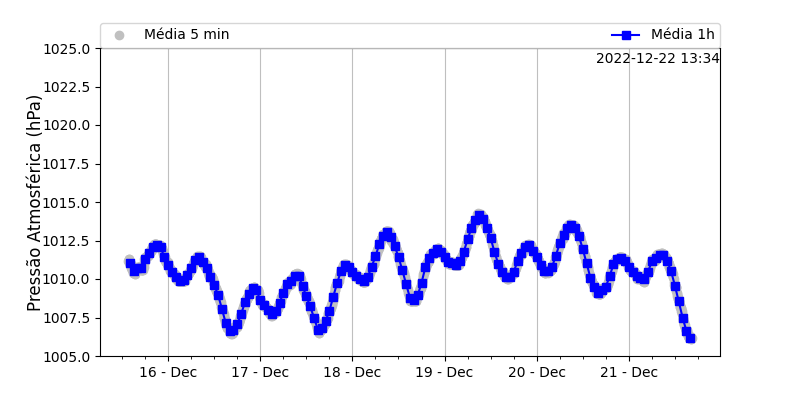 Média 5 min
Média 1h
2022-12-22 13:34
Pressão Atmosférica (hPa)
1025.0
1022.5
1020.0
1017.5
1015.0
1012.5
1010.0
1007.5
1005.0
16 - Dec
17 - Dec
18 - Dec
19 - Dec
20 - Dec
21 - Dec